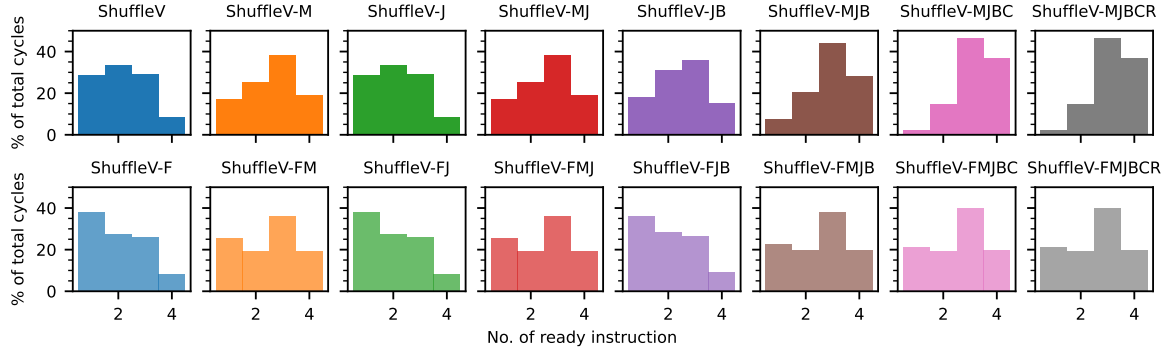 ShuffleV ShuffleV-M ShuffleV-J ShuffleV-MJ ShuffleV-JB ShuffleV-MJB ShuffleV-MJBC ShuffleV-MJBCR
% of total cycles
40
20
0
2 4 2 4 2 4 2 4 2 4 2 4 2 4 2 4
ShuffleV-F ShuffleV-FM ShuffleV-FJ ShuffleV-FMJ ShuffleV-FJB ShuffleV-FMJB ShuffleV-FMJBC ShuffleV-FMJBCR
% of total cycles
40
20
0
No. of ready instruction